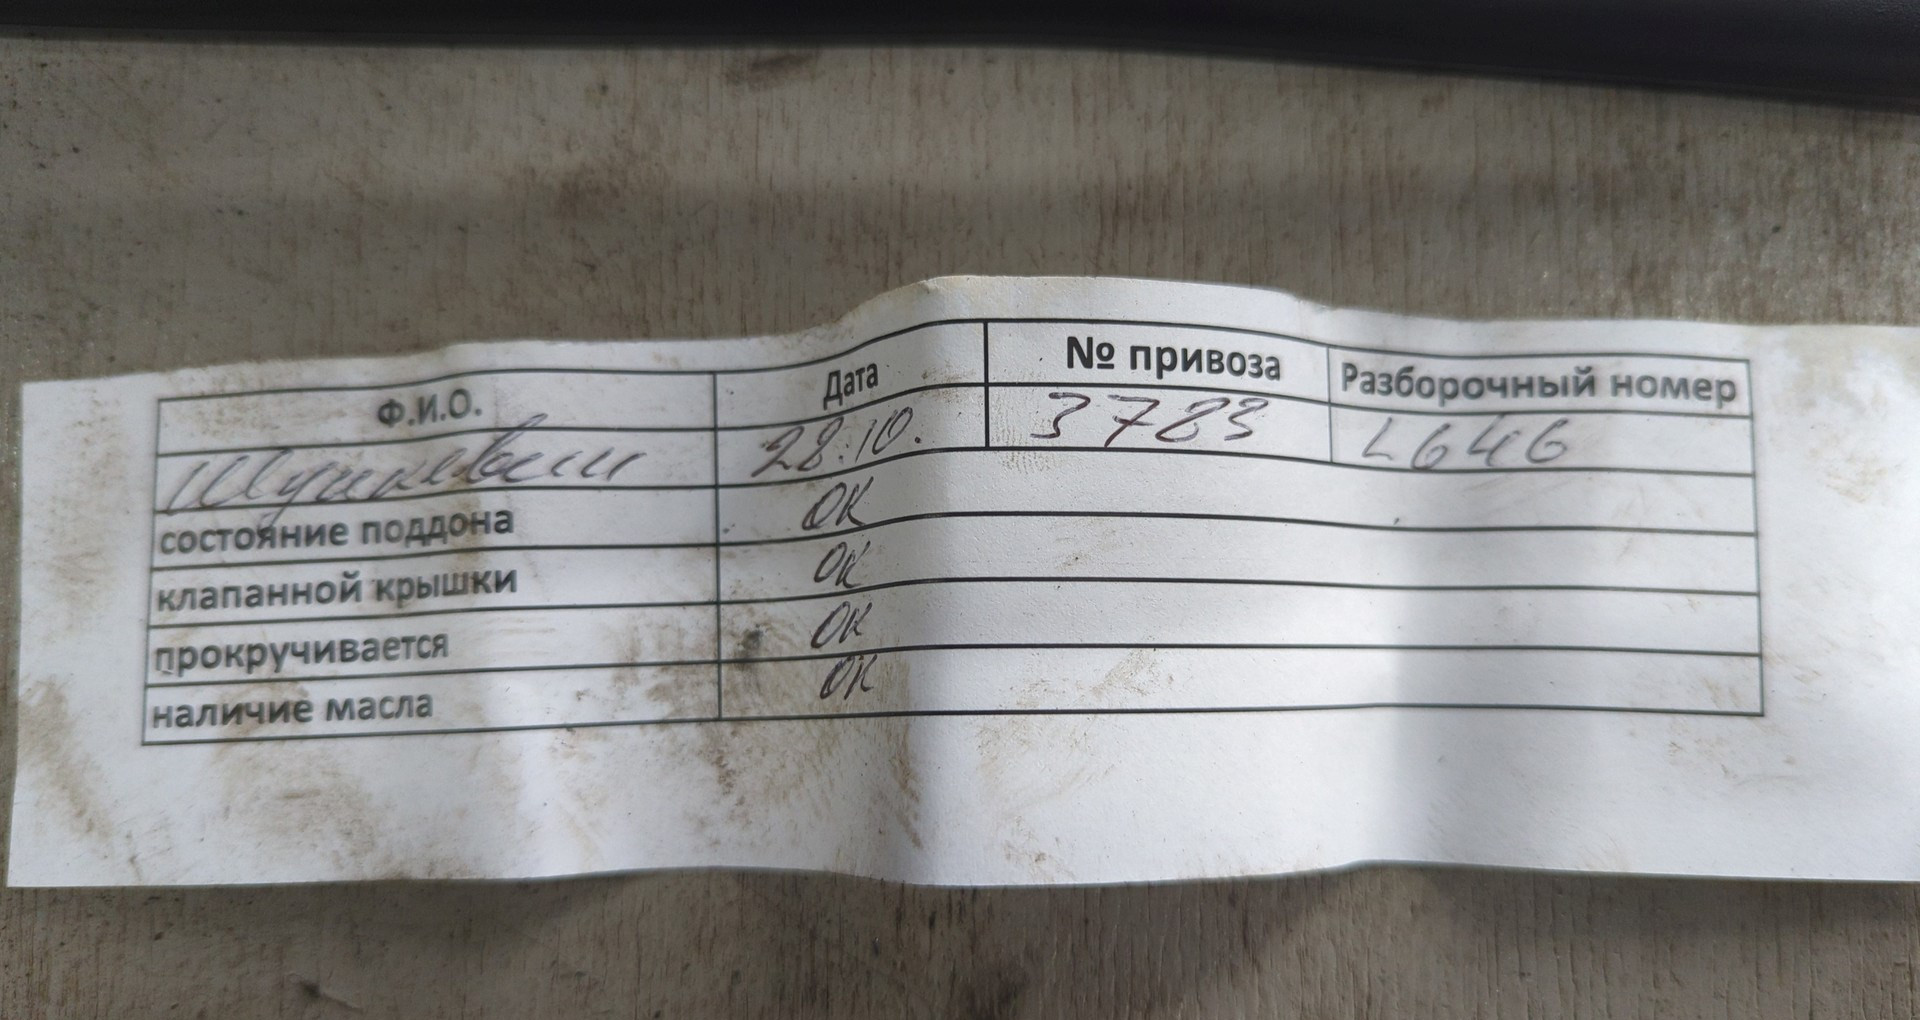 Ф.И.О. Дата № привоза Разборочный номер
28.10. 3783 L646
состояние поддона ОК
клапанной крышки ОК
прокручивается ОК
наличие масла ОК